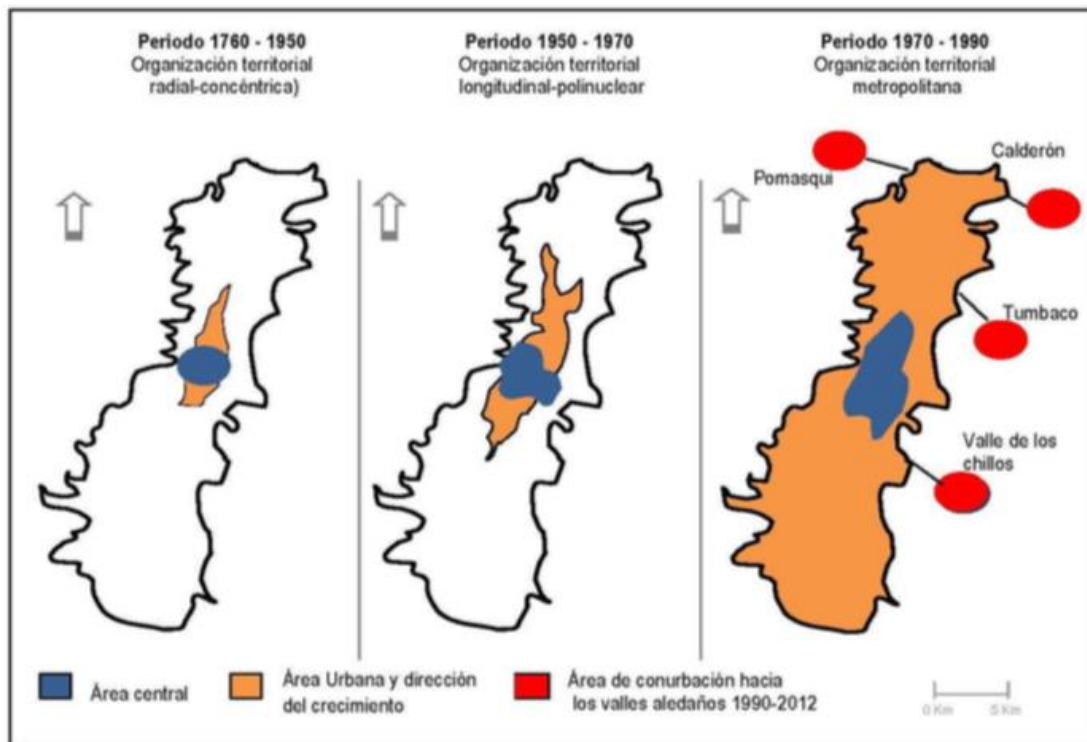 Periodo 1760 - 1950
Organización territorial
radial-concéntrica)
Periodo 1950 - 1970
Organización territorial
longitudinal-polinuclear
Periodo 1970 - 1990
Organización territorial
metropolitana
Calderón
Pomasqui
Tumbaco
Valle de los
chillos
Área central
Área Urbana y dirección
del crecimiento
Área de conurbación hacia
los valles aledaños 1990-2012
0 Km
5 Km